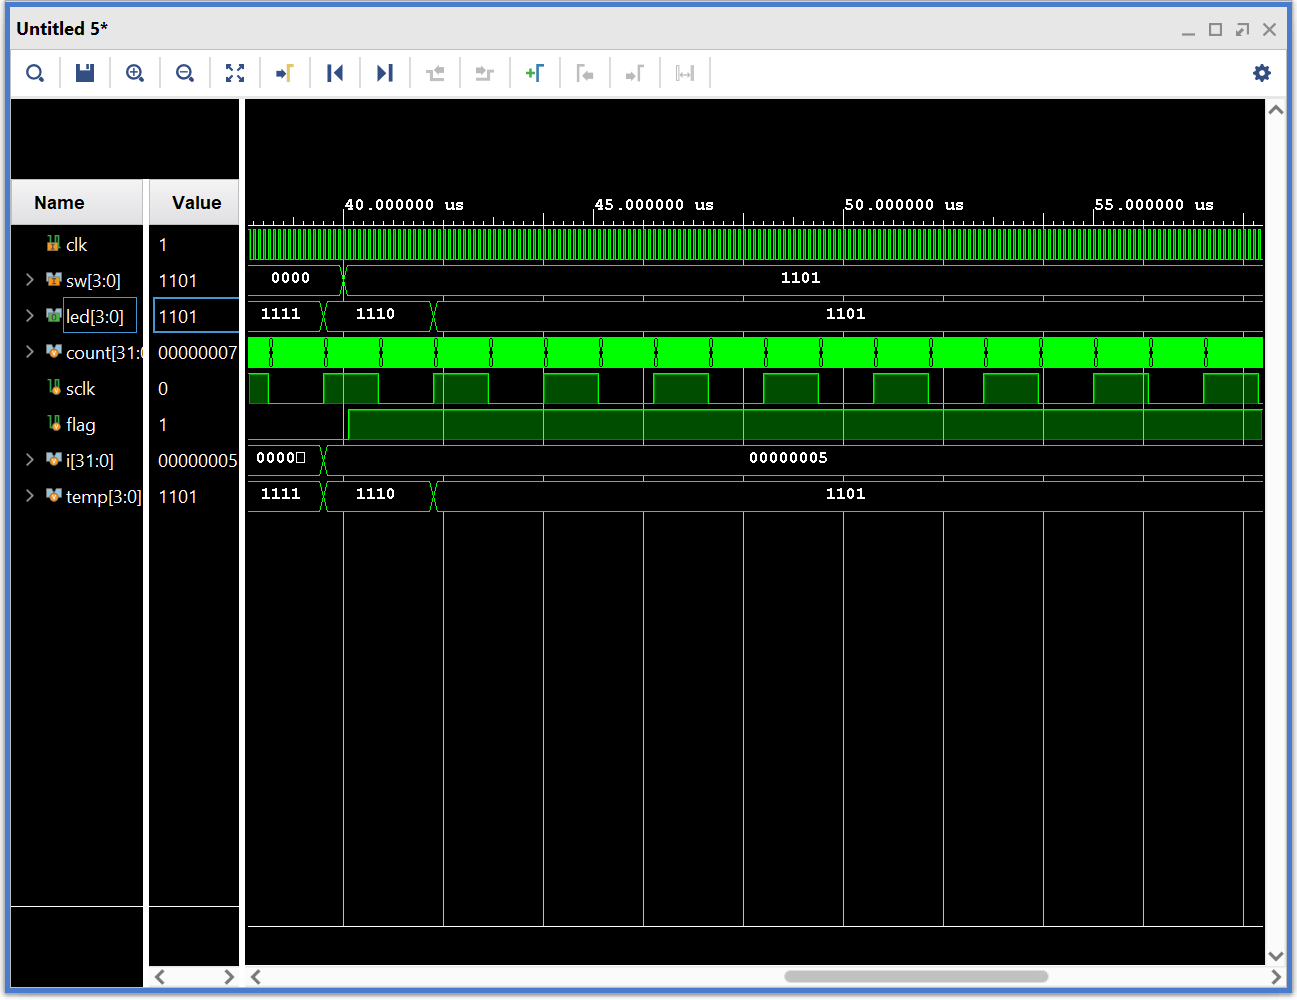 Untitled 5*
Name Value
40.000000 us 45.000000 us 50.000000 us 55.000000 us
clk 1
sw[3:0] 1101 0000 1101
led[3:0] 1101 1111 1110 1101
count[31:0 00000007
sclk 0
flag 1
i[31:0] 00000005 0000□ 00000005
temp[3:0] 1101 1111 1110 1101